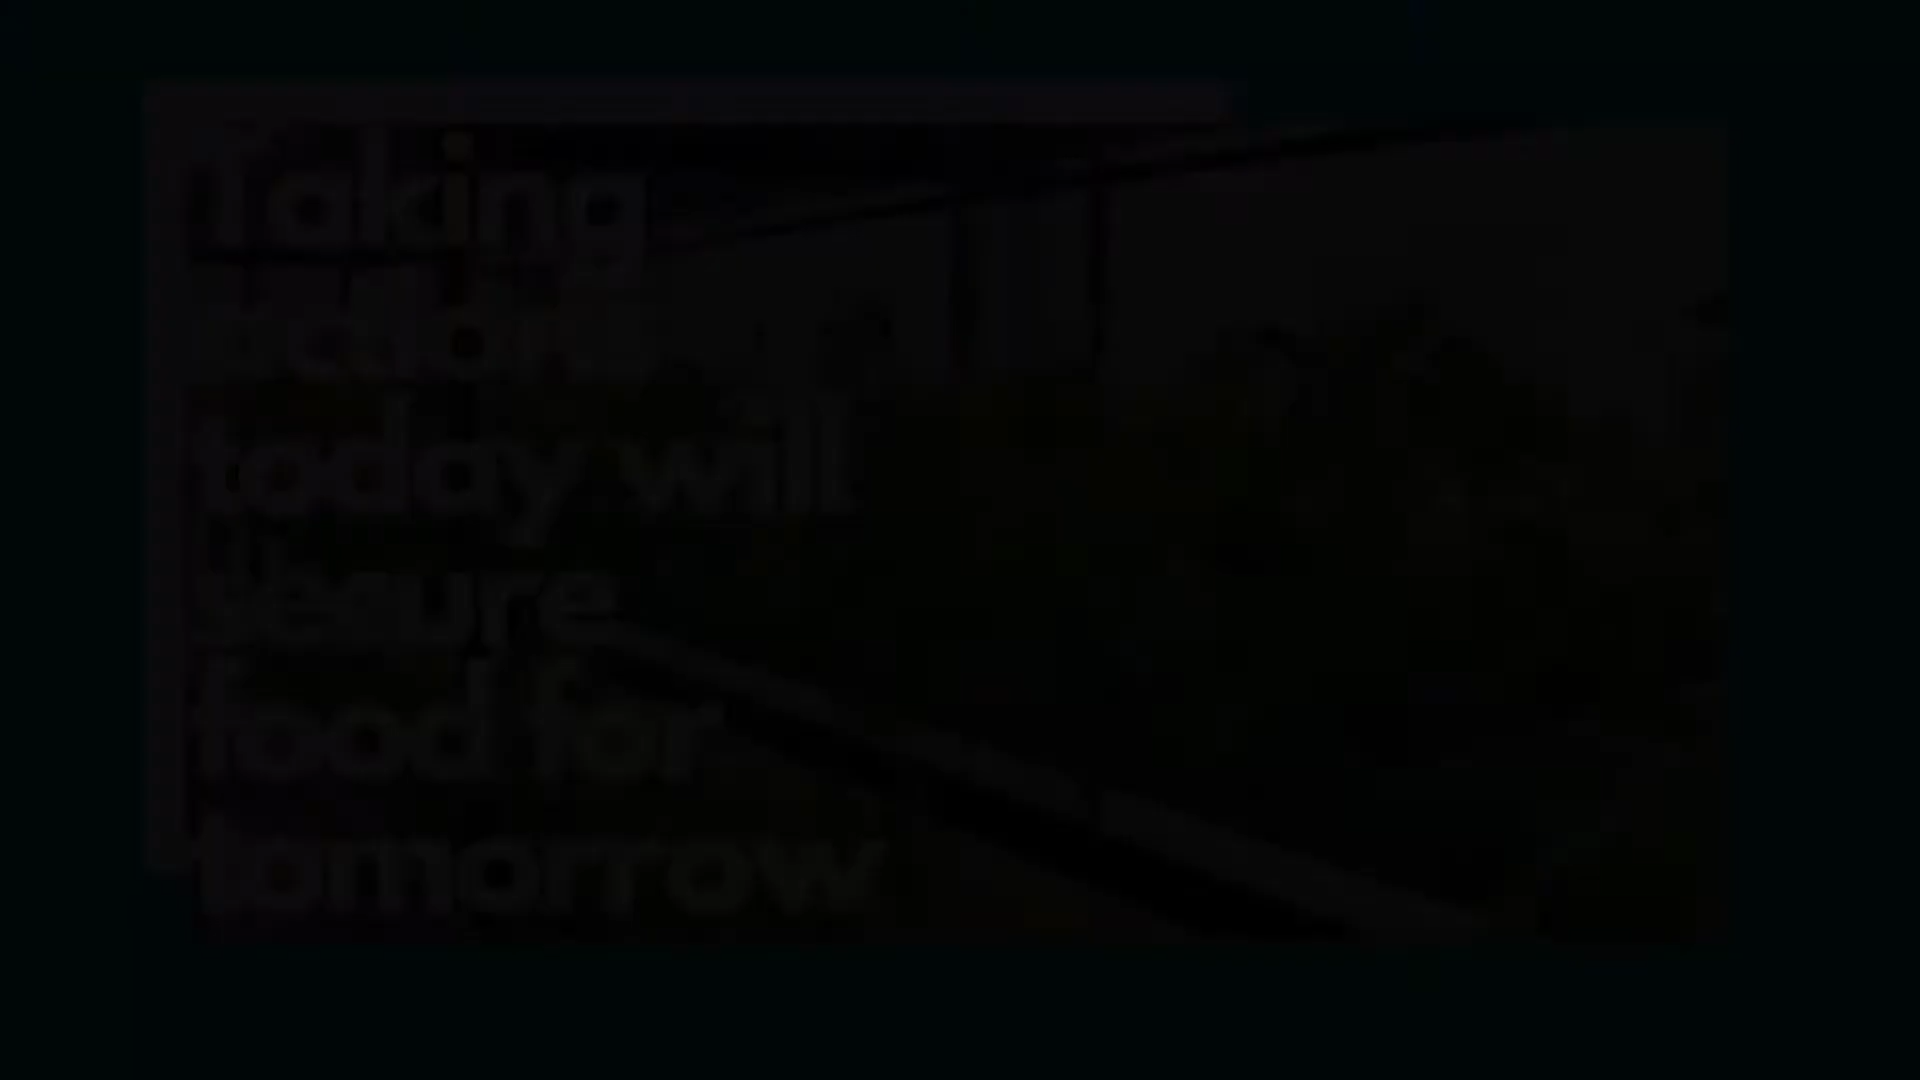 Taking
action
today will
secure
food for
tomorrow